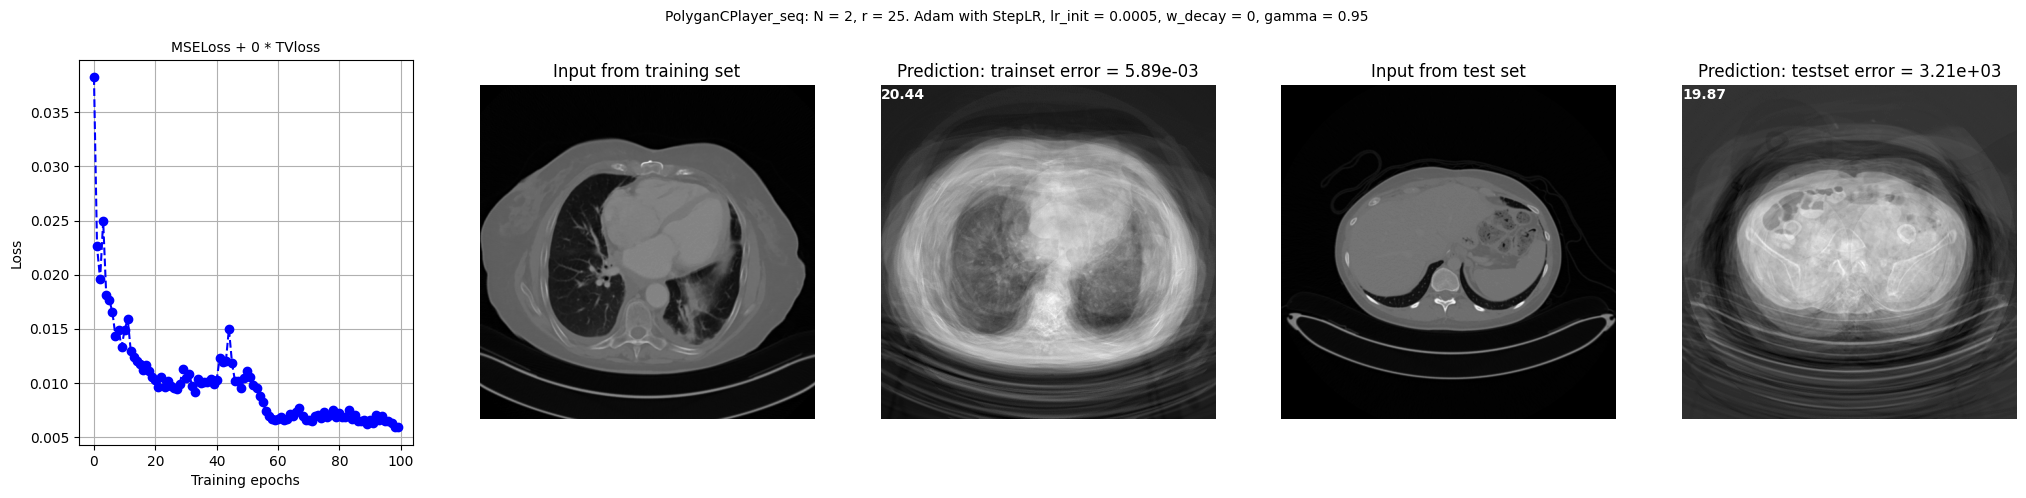 PolyganCPlayer_seq: N = 2, r = 25. Adam with StepLR, lr_init = 0.0005, w_decay = 0, gamma = 0.95
MSELoss + 0 * TVloss
Loss
0.035
0.030
0.025
0.020
0.015
0.010
0.005
0 20 40 60 80 100
Training epochs
Input from training set
Prediction: trainset error = 5.89e-03
20.44
Input from test set
Prediction: testset error = 3.21e+03
19.87